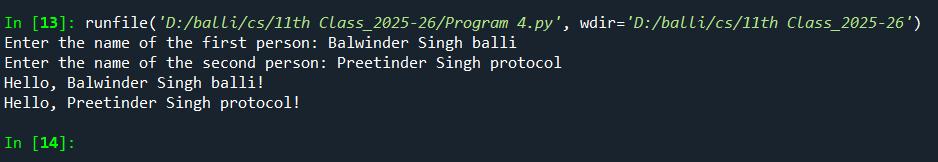 In [13]: runfile('D:/balli/cs/11th Class_2025-26/Program 4.py', wdir='D:/balli/cs/11th Class_2025-26')
Enter the name of the first person: Balwinder Singh balli
Enter the name of the second person: Preetinder Singh protocol
Hello, Balwinder Singh balli!
Hello, Preetinder Singh protocol!
In [14]: